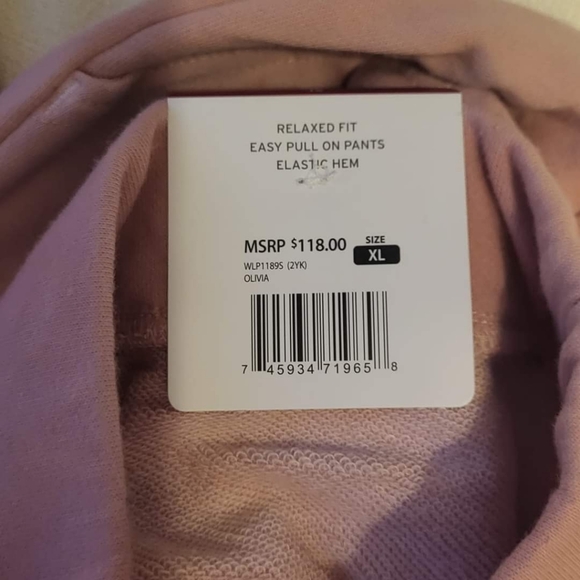 RELAXED FIT
EASY PULL ON PANTS
ELASTIC HEM
MSRP $118.00
SIZE
XL
WLP1189S (2YK)
OLIVIA
7 45934 71965 8